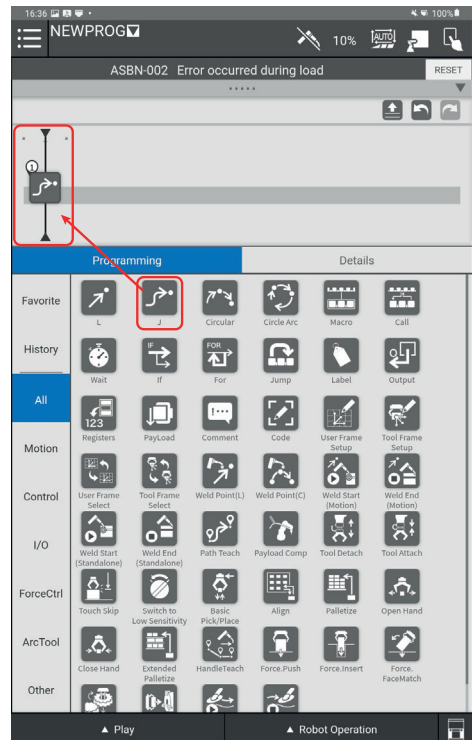 16:36 100%
NEWPROG 10% AUTO
ASBN-002 Error occurred during load RESET
1
Programming Details
Favorite
L J Circular Circle Arc Macro Call
History
IF FOR
Wait If For Jump Label Output
All
123
Registers PayLoad Comment Code User Frame Setup Tool Frame Setup
Motion
User Frame Select Tool Frame Select Weld Point(L) Weld Point(C) Weld Start (Motion) Weld End (Motion)
Control
I/O
Weld Start (Standalone) Weld End (Standalone) Path Teach Payload Comp Tool Detach Tool Attach
ForceCtrl
Touch Skip Switch to Low Sensitivity Basic Pick/Place Align Palletize Open Hand
ArcTool
Close Hand Extended Palletize HandleTeach Force.Push Force.Insert Force. FaceMatch
Other
▲ Play ▲ Robot Operation